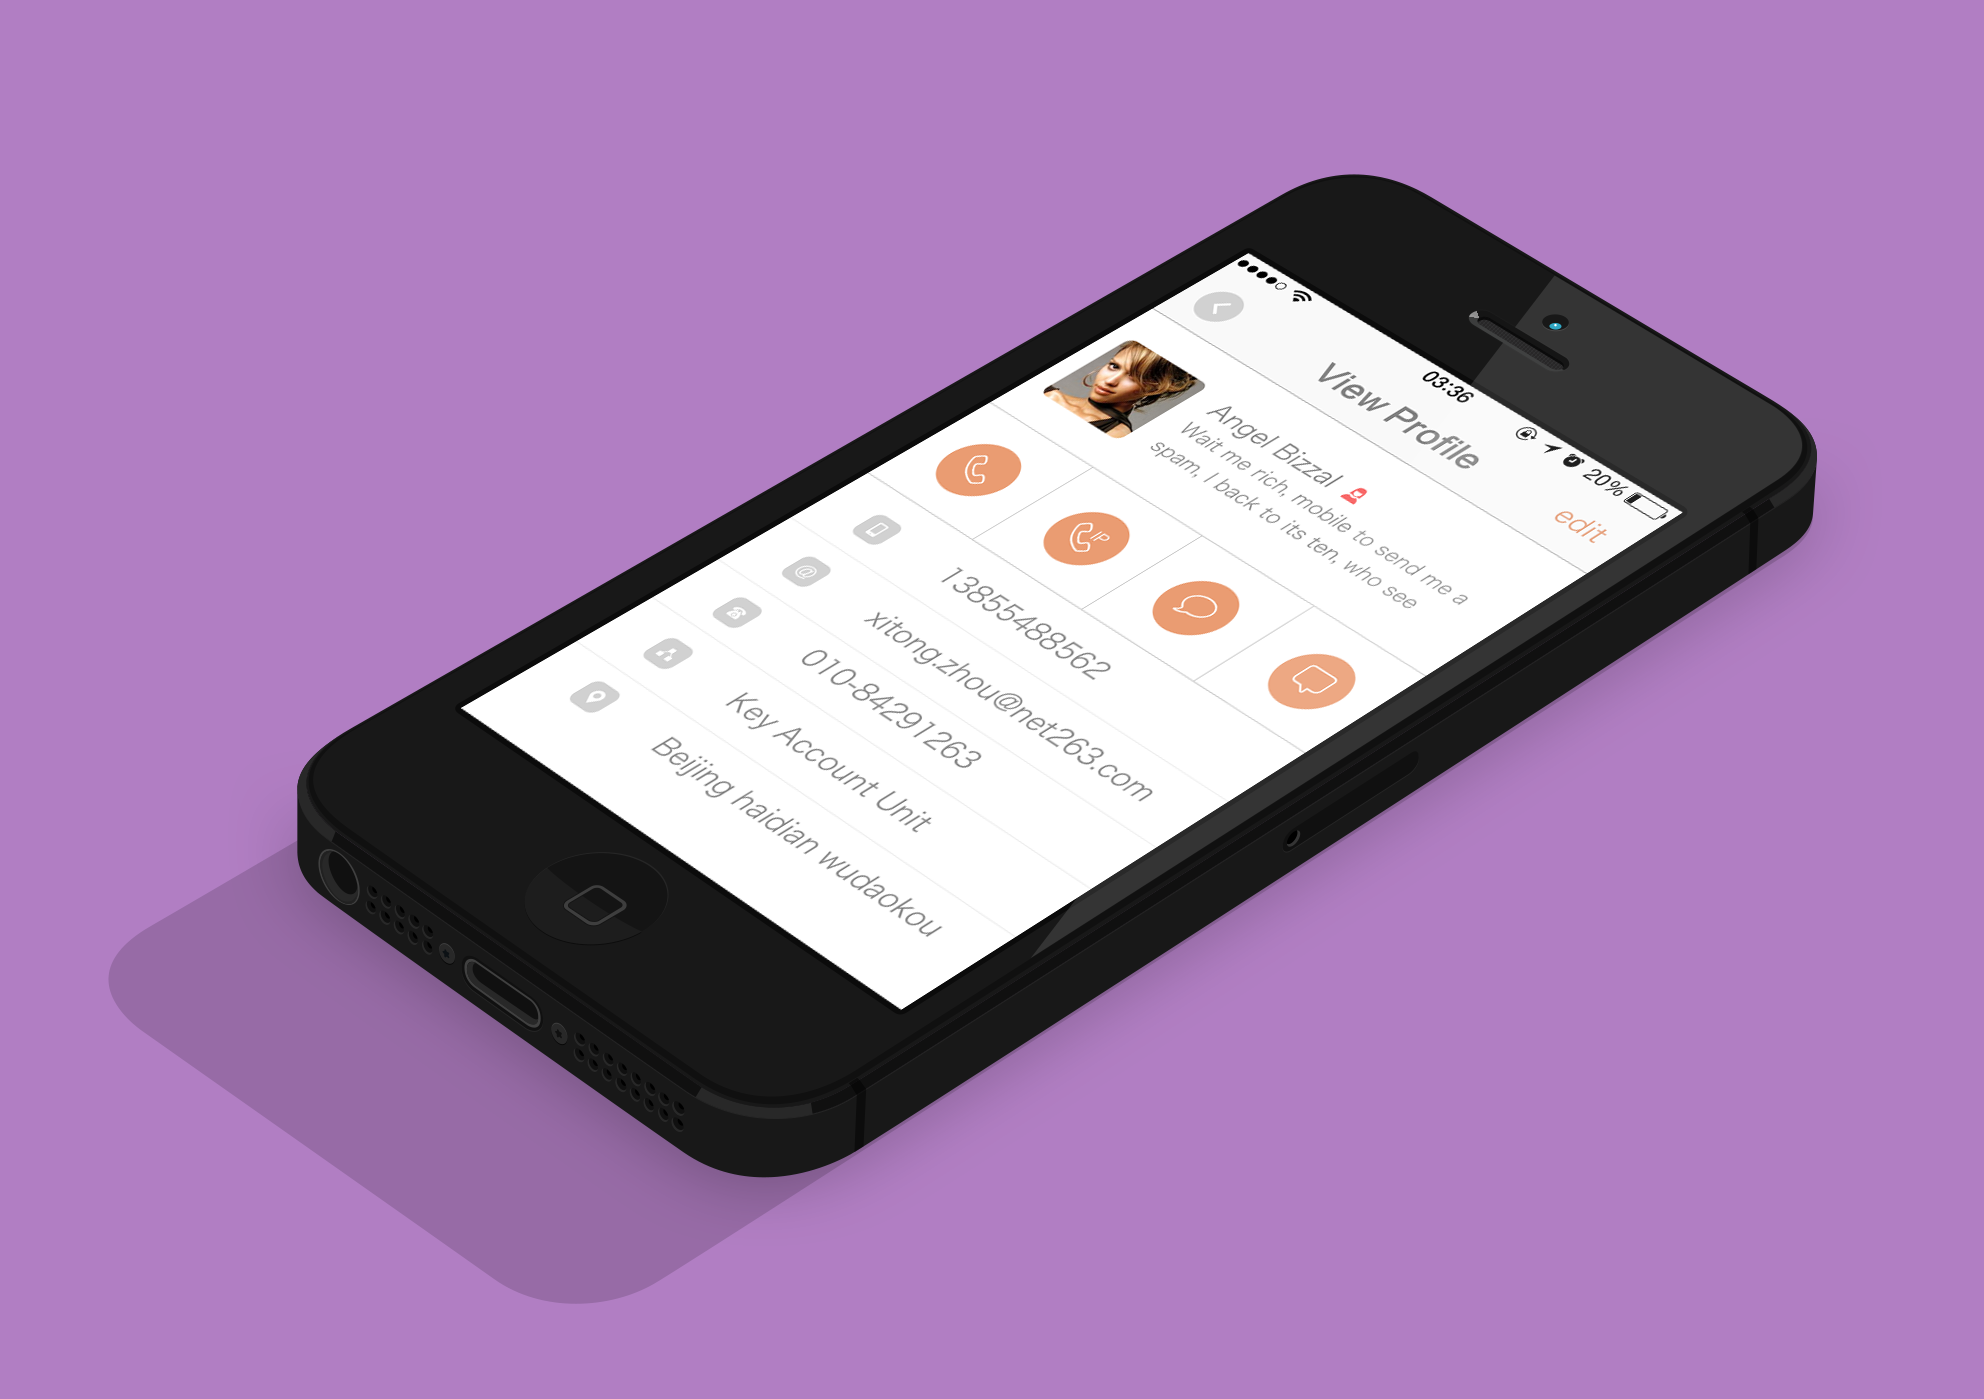 03:36
20%
View Profile
edit
Angel Bizzal
Wait me rich, mobile to send me a
spam, I back to its ten, who see
IP
13855488562
@
xitong.zhou@net263.com
010-84291263
Key Account Unit
Beijing haidian wudaokou